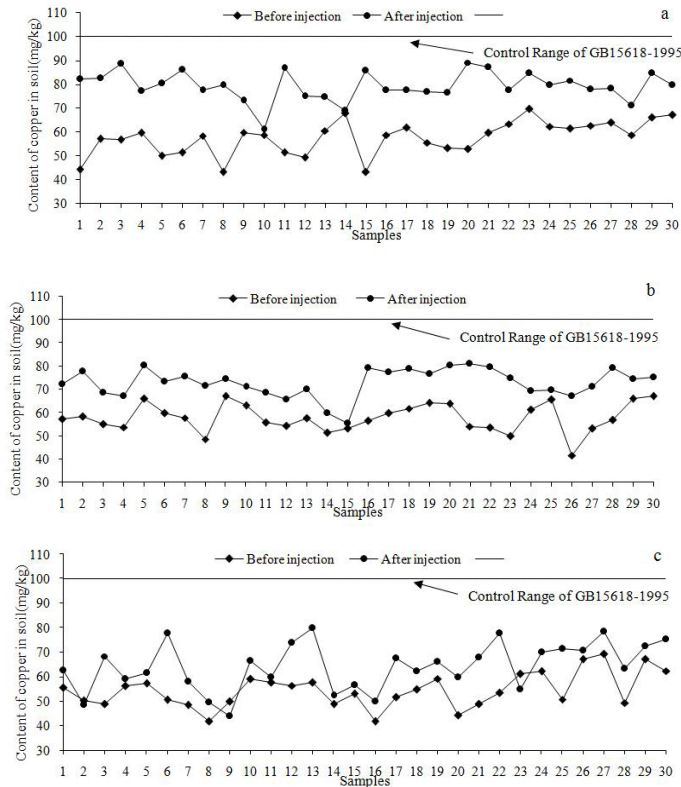 Before injection After injection a
110
100
90
80
70
60
50
40
30
Control Range of GB15618-1995
Content of copper in soil(mg/kg)
1 2 3 4 5 6 7 8 9 10 11 12 13 14 15 16 17 18 19 20 21 22 23 24 25 26 27 28 29 30
Samples
Before injection After injection b
110
100
90
80
70
60
50
40
30
Control Range of GB15618-1995
Content of copper in soil(mg/kg)
1 2 3 4 5 6 7 8 9 10 11 12 13 14 15 16 17 18 19 20 21 22 23 24 25 26 27 28 29 30
Samples
Before injection After injection c
110
100
90
80
70
60
50
40
30
Control Range of GB15618-1995
Content of copper in soil(mg/kg)
1 2 3 4 5 6 7 8 9 10 11 12 13 14 15 16 17 18 19 20 21 22 23 24 25 26 27 28 29 30
Samples